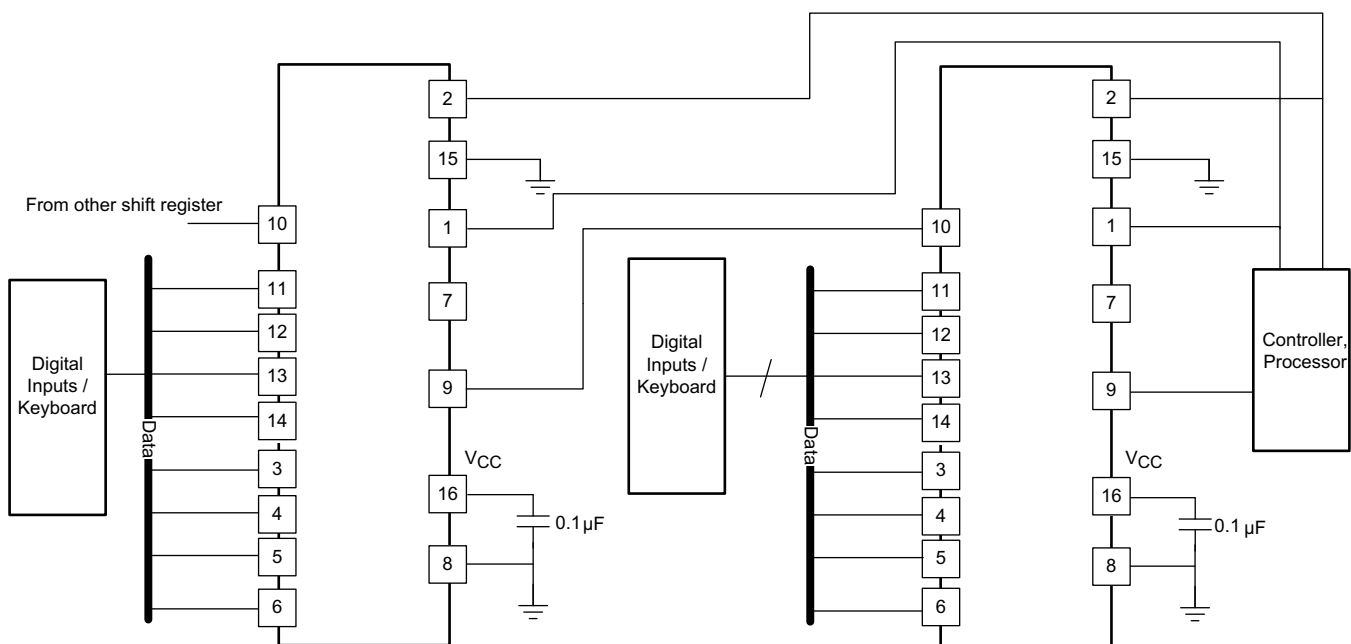 2
15
From other shift register
10
1
11
7
12
Digital
Inputs /
Keyboard
13
9
14
Data
3
VCC
16
4
0.1µF
5
8
6
2
15
10
1
11
7
12
Digital
Inputs /
Keyboard
13
9
14
Data
3
VCC
16
4
0.1 µF
5
8
6
Controller,
Processor